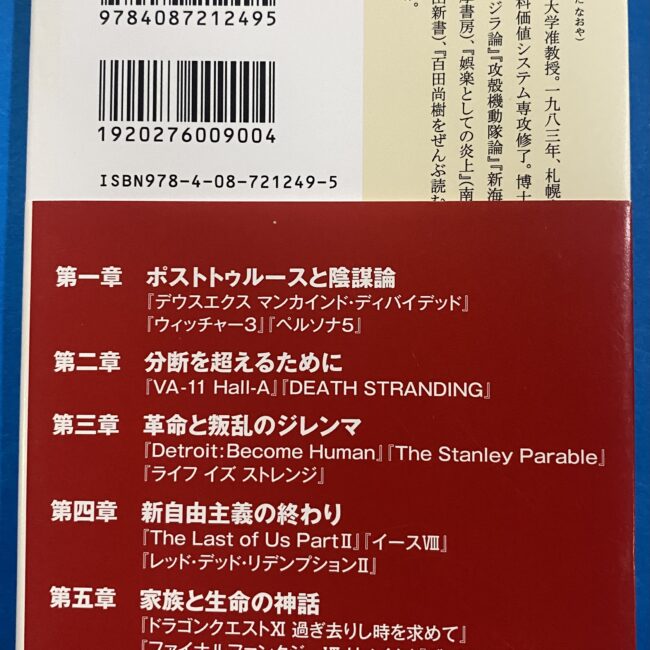 9784087212495
1920276009004
ISBN978-4-08-721249-5
たなおや）
大学准教授。一九八三年、札幌
科価値システム専攻修了。博士
ジラ論』『攻殻機動隊論』『新海
書房）、『娯楽としての炎上』（南
田新書）、『百田尚樹をぜんぶ読む
第一章 ポストトゥルースと陰謀論
『デウスエクス マンカインド・ディバイデッド』
『ウィッチャー3』『ペルソナ5』
第二章 分断を超えるために
『VA-11 Hall-A』『DEATH STRANDING』
第三章 革命と叛乱のジレンマ
『Detroit:Become Human』『The Stanley Parable』
『ライフ イズ ストレンジ』
第四章 新自由主義の終わり
『The Last of Us PartⅡ』『イースⅧ』
『レッド・デッド・リデンプションⅡ』
第五章 家族と生命の神話
『ドラゴンクエストXI 過ぎ去りし時を求めて』